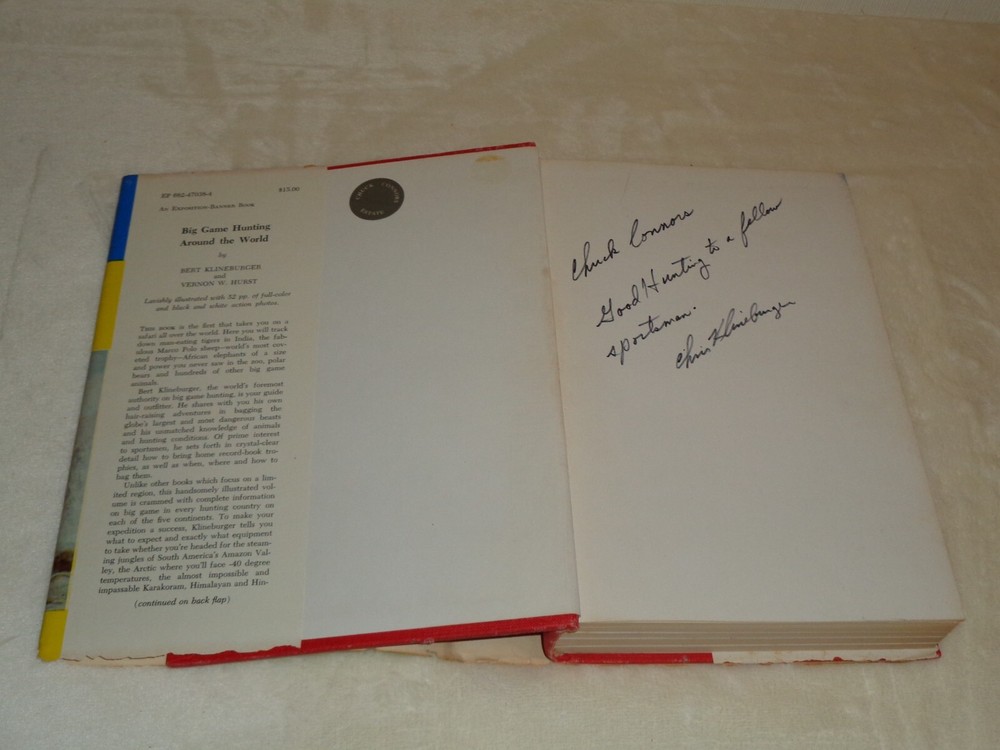 EP 682-47039-4 $15.00
AN EXPOSITION-BANNER BOOK
Big Game Hunting
Around the World
by
BERT KLINEBURGER
and
VERNON W. HURST
Lavishly illustrated with 52 pp. of full-color
and black and white action photos.
THIS BOOK is the first that takes you on a
safari all over the world. Here you will track
down man-eating tigers in India, the fab-
ulous Marco Polo sheep—world's most cov-
eted trophy—African elephants of a size
and power you never saw in the zoo, polar
bears and hundreds of other big game
animals.
Bert Klineburger, the world's foremost
authority on big game hunting, is your guide
and outfitter. He shares with you his own
hair-raising adventures in bagging the
globe's largest and most dangerous beasts
and his unmatched knowledge of animals
and hunting conditions. Of prime interest
to sportsmen, he sets forth in crystal-clear
detail how to bring home record-book tro-
phies, as well as when, where and how to
bag them.
Unlike other books which focus on a lim-
ited region, this handsomely illustrated vol-
ume is crammed with complete information
on big game in every hunting country on
each of the five continents. To make your
expedition a success, Klineburger tells you
what to expect and exactly what equipment
to take whether you're headed for the steam-
ing jungles of South America's Amazon Val-
ley, the Arctic where you'll face -40 degree
temperatures, the almost impossible and
impassable Karakoram, Himalayan and Hin-
(continued on back flap)
CHUCK CONNORS
ESTATE
Chuck Connors
Good Hunting to a fellow
sportsman.
Chris Klineburger